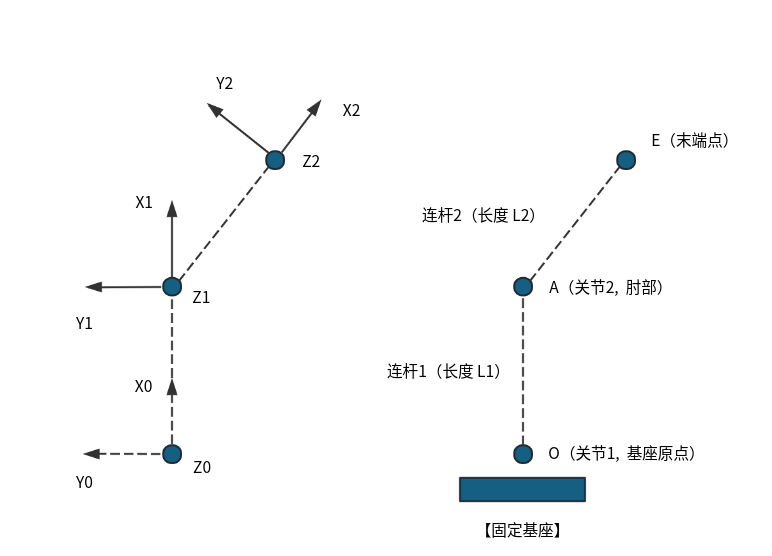 Y2
X2
Z2
X1
Z1
Y1
X0
Z0
Y0
E（末端点）
连杆2（长度 L2）
A（关节2, 肘部）
连杆1（长度 L1）
O（关节1, 基座原点）
【固定基座】